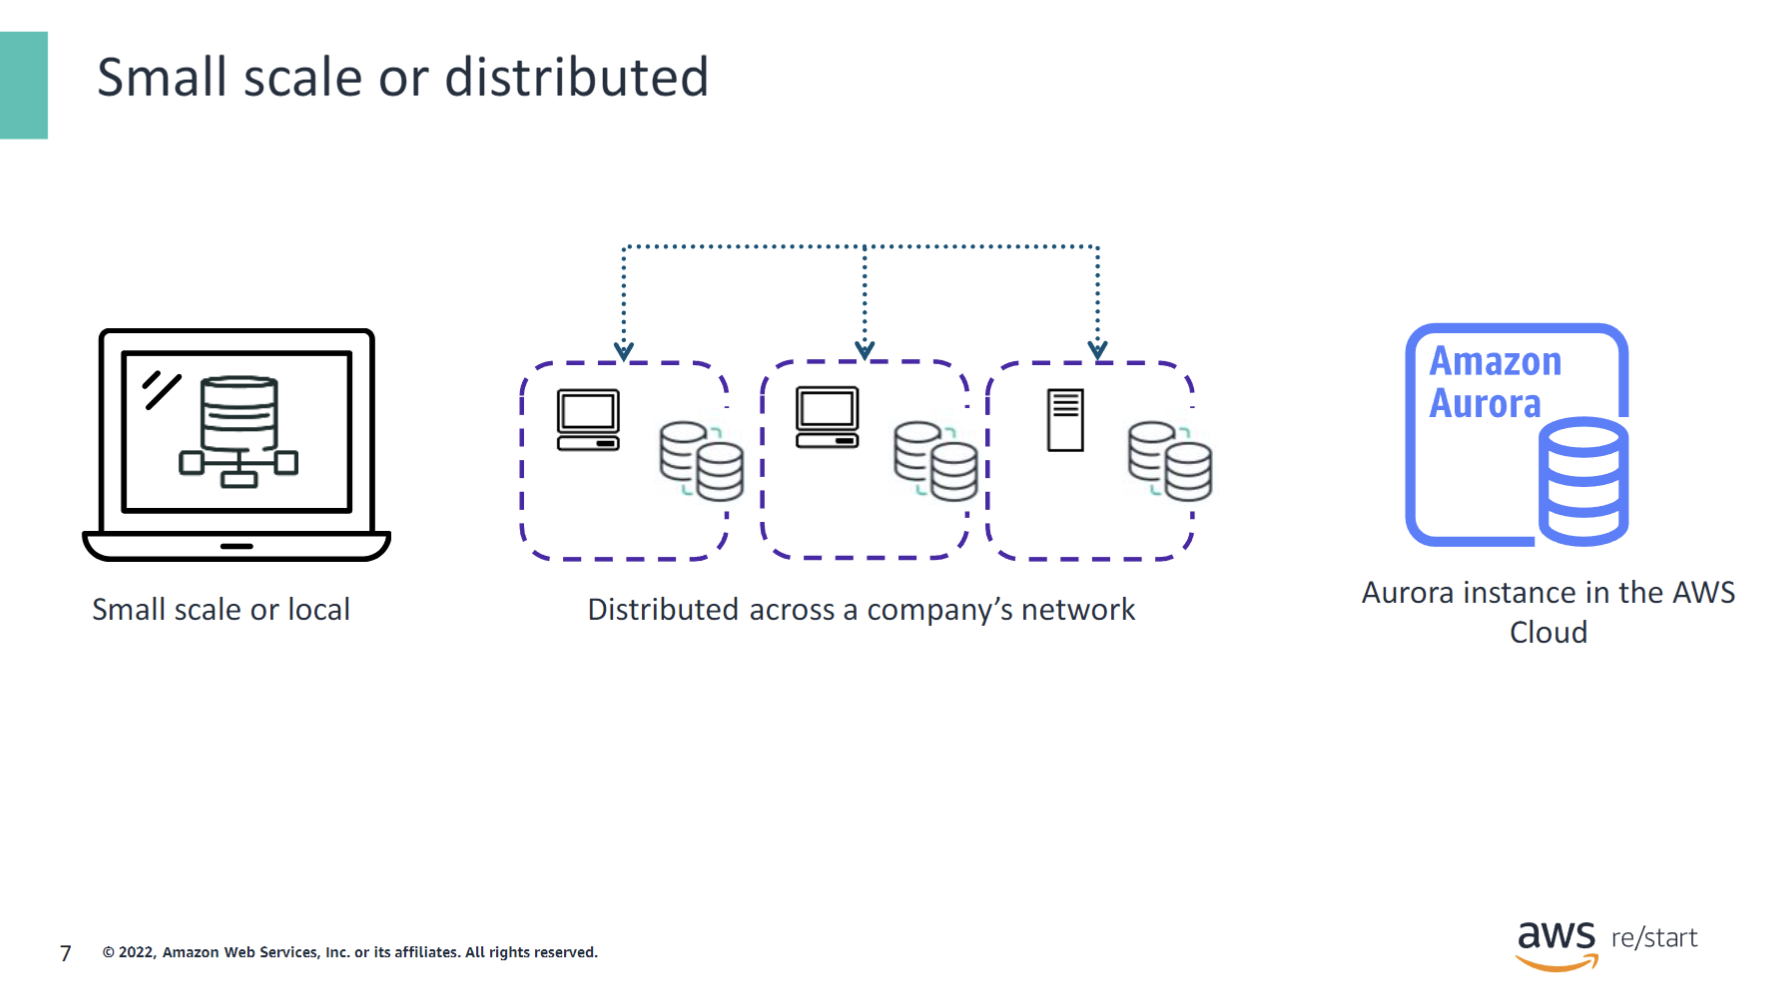 Small scale or distributed
Amazon
Aurora
Small scale or local
Distributed across a company’s network
Aurora instance in the AWS
Cloud
7
© 2022, Amazon Web Services, Inc. or its affiliates. All rights reserved.
aws re/start